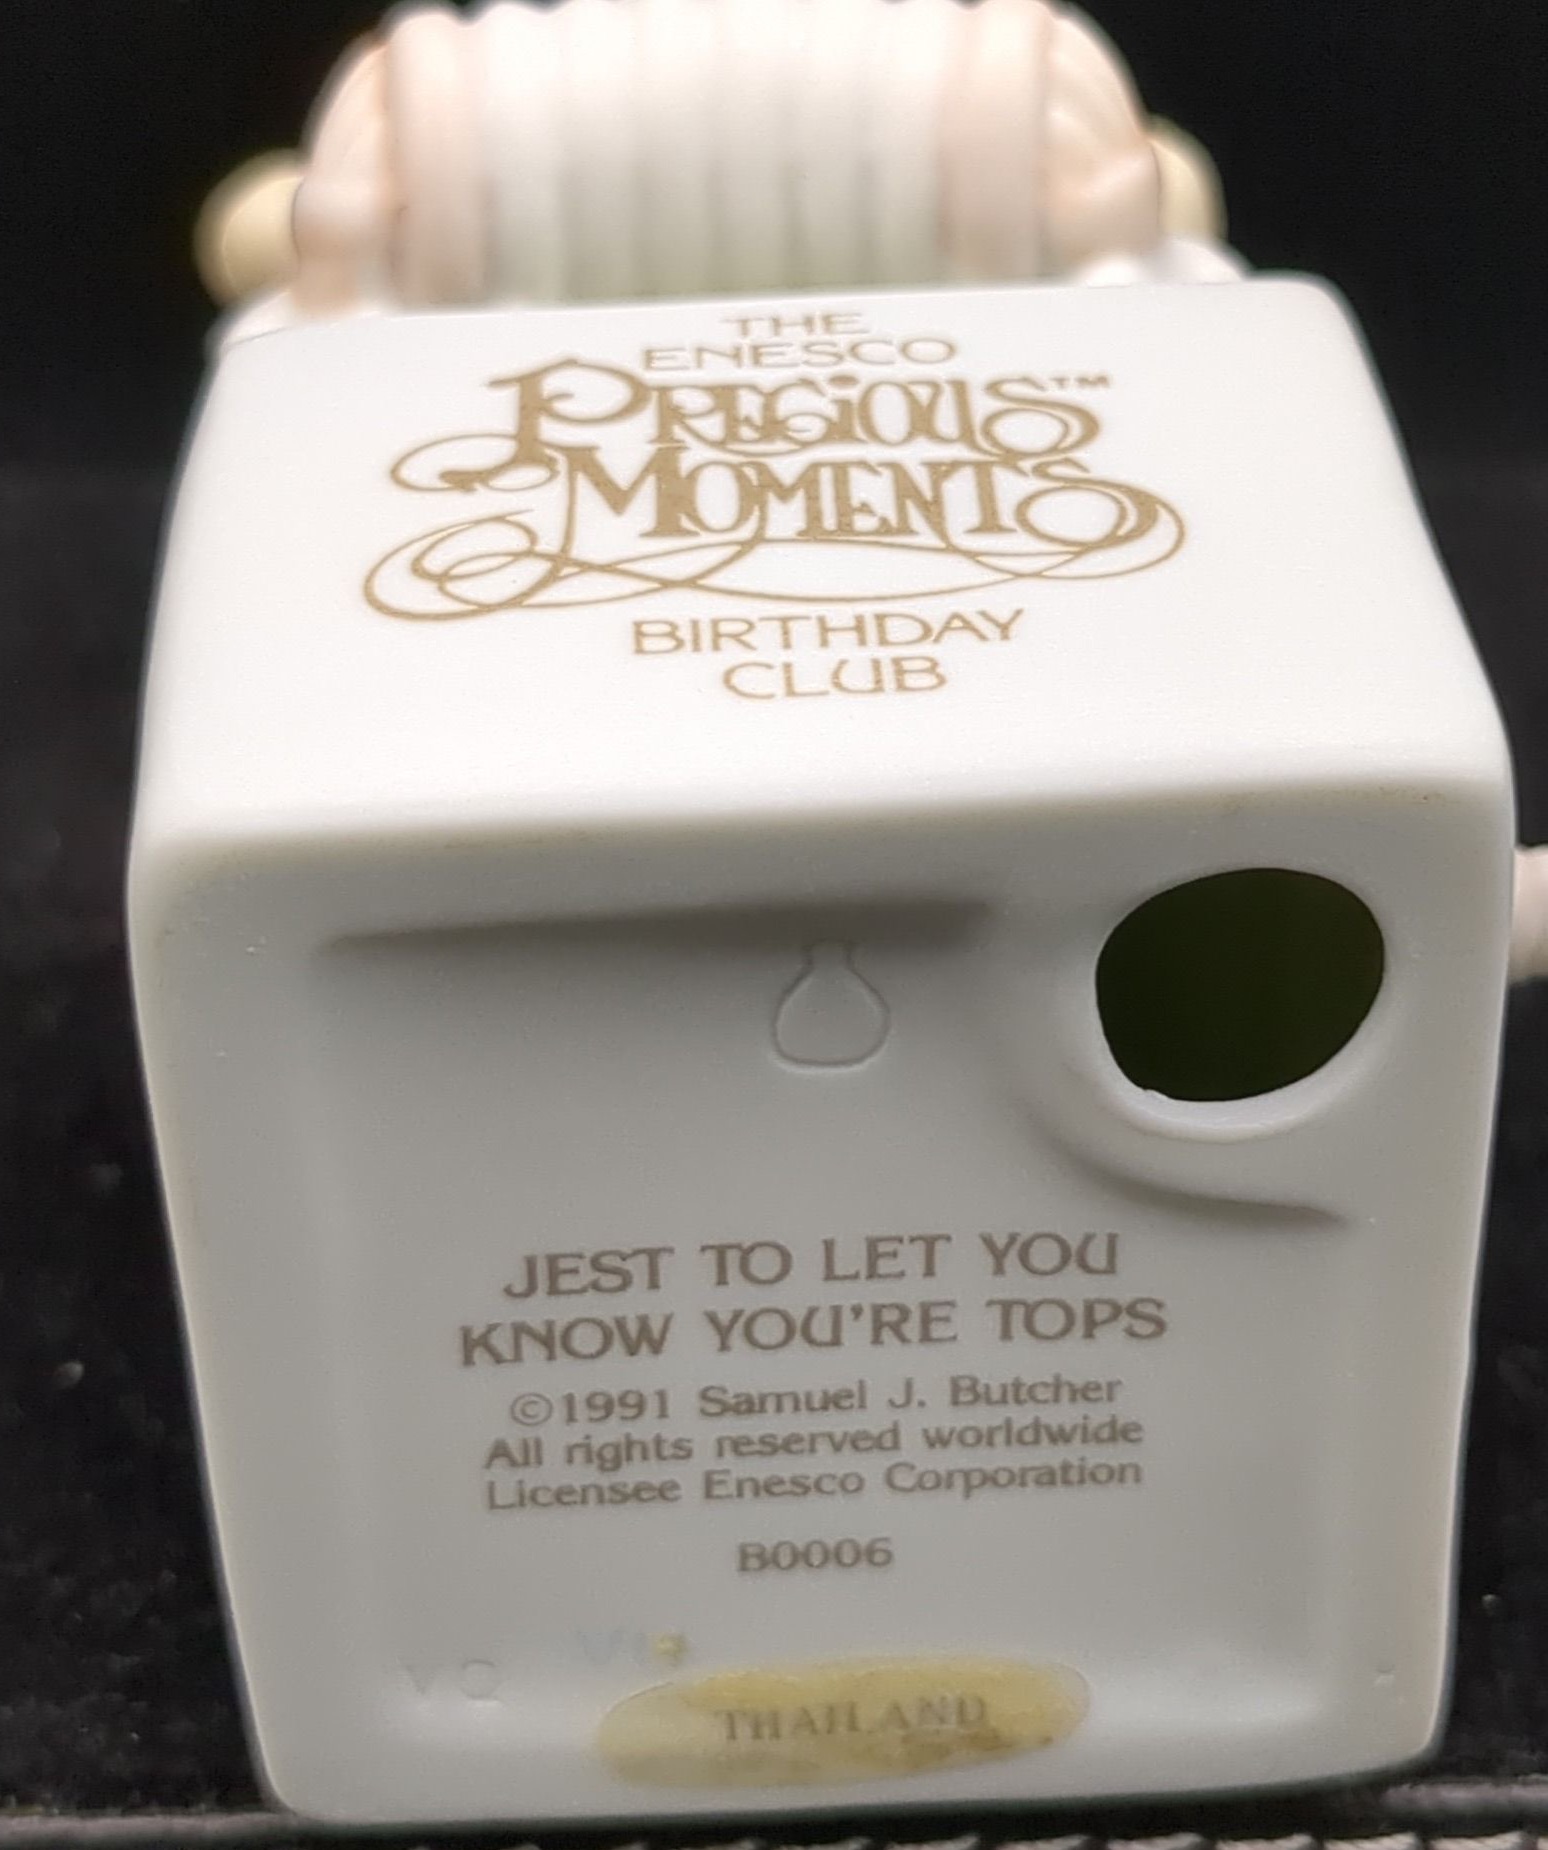 THE
ENESCO
PRECiOUS™
MOMENTS
BIRTHDAY
CLUB
JEST TO LET YOU
KNOW YOU'RE TOPS
©1991 Samuel J. Butcher
All rights reserved worldwide
Licensee Enesco Corporation
B0006
THAILAND